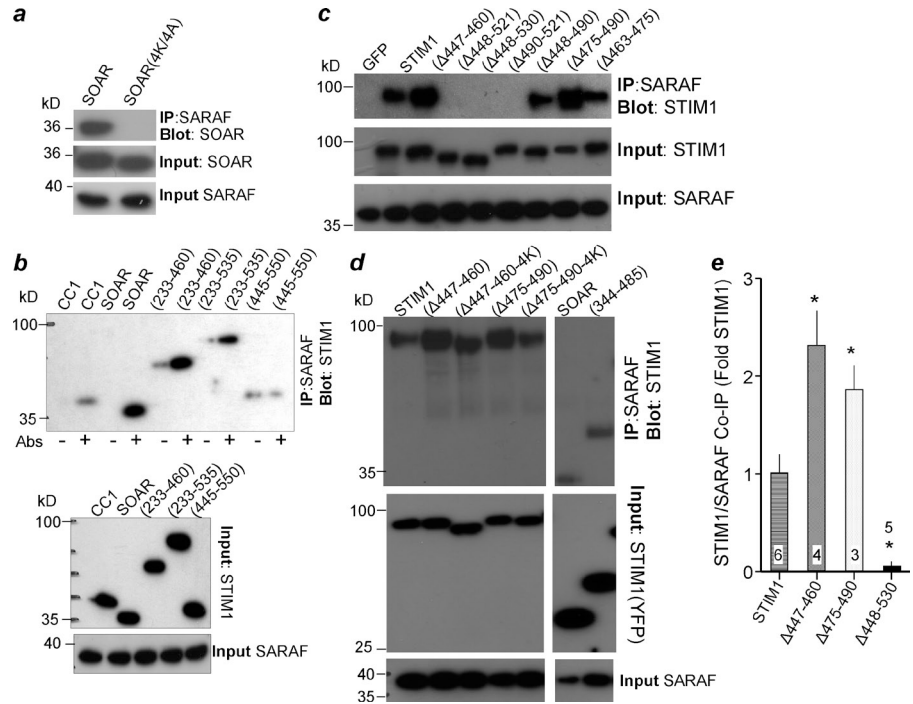 a
SOAR
SOAR(4K/4A)
kD
36
IP:SARAF
Blot: SOAR
36
Input: SOAR
40
Input SARAF
b
CC1
CC1
SOAR
SOAR
(233-460)
(233-460)
(233-535)
(233-535)
(445-550)
(445-550)
kD
100
35
IP:SARAF
Blot: STIM1
Abs - + - + - + - + - +
kD
CC1
SOAR
(233-460)
(233-535)
(445-550)
100
35
Input: STIM1
40
Input SARAF
c
GFP
STIM1
(Δ447-460)
(Δ448-521)
(Δ448-530)
(Δ490-521)
(Δ448-490)
(Δ475-490)
(Δ463-475)
kD
100
IP:SARAF
Blot: STIM1
100
Input: STIM1
Input: SARAF
35
d
STIM1
(Δ447-460)
(Δ447-460-4K)
(Δ475-490)
(Δ475-490-4K)
SOAR
(344-485)
kD
100
35
IP:SARAF
Blot: STIM1
100
25
Input: STIM1(YFP)
40
35
Input SARAF
e
STIM1/SARAF Co-IP (Fold STIM1)
3
2
1
0
*
*
5
*
6
4
3
STIM1
Δ447-460
Δ475-490
Δ448-530